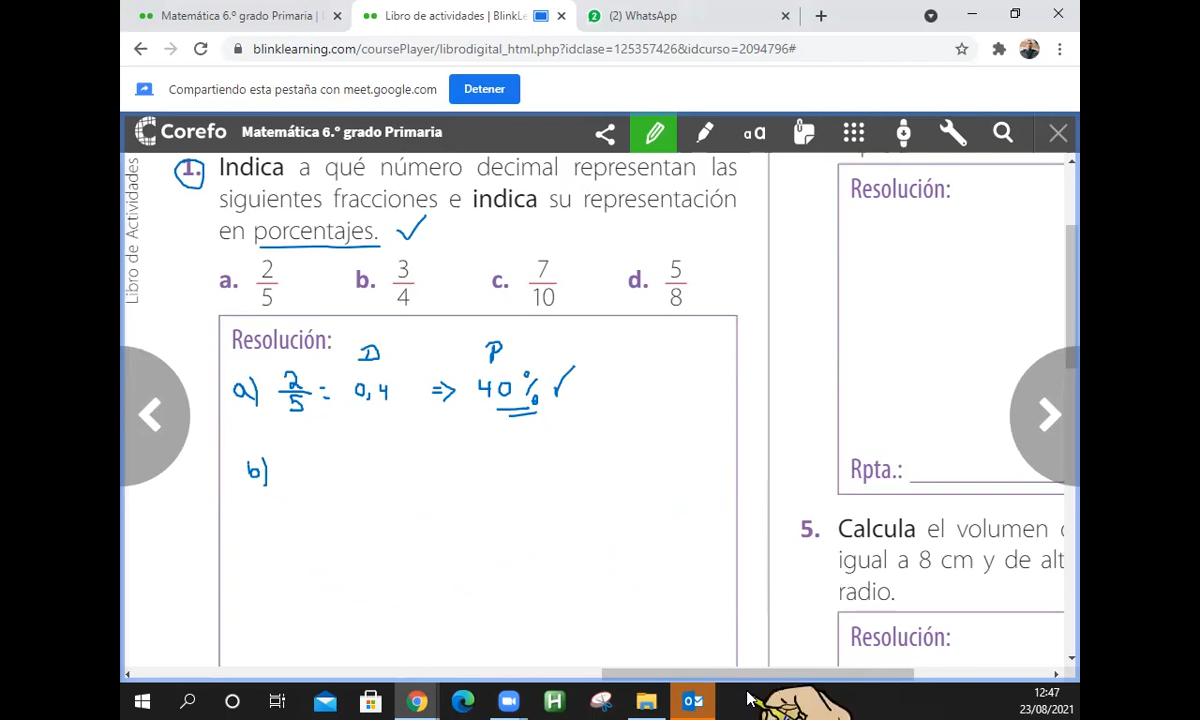 Matemática 6.º grado Primaria |
Libro de actividades | BlinkLe
(2) WhatsApp
blinklearning.com/coursePlayer/librodigital_html.php?idclase=125357426&idcurso=2094796#
Compartiendo esta pestaña con meet.google.com
Detener
Corefo
Matemática 6.º grado Primaria
aa
Libro de Actividades
1. Indica a qué número decimal representan las
siguientes fracciones e indica su representación
en porcentajes. ✓
a. 2/5 b. 3/4 c. 7/10 d. 5/8
Resolución:
D P
a) 2/5 = 0,4 => 40% ✓
b)
Resolución:
Rpta.:
5. Calcula el volumen
igual a 8 cm y de alt
radio.
Resolución:
12:47
23/08/2021